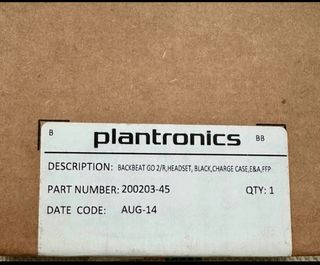 B
plantronics
BB
DESCRIPTION: BACKBEAT GO 2/R,HEADSET, BLACK,CHARGE CASE,E&A,FFP
PART NUMBER: 200203-45 QTY: 1
DATE CODE: AUG-14